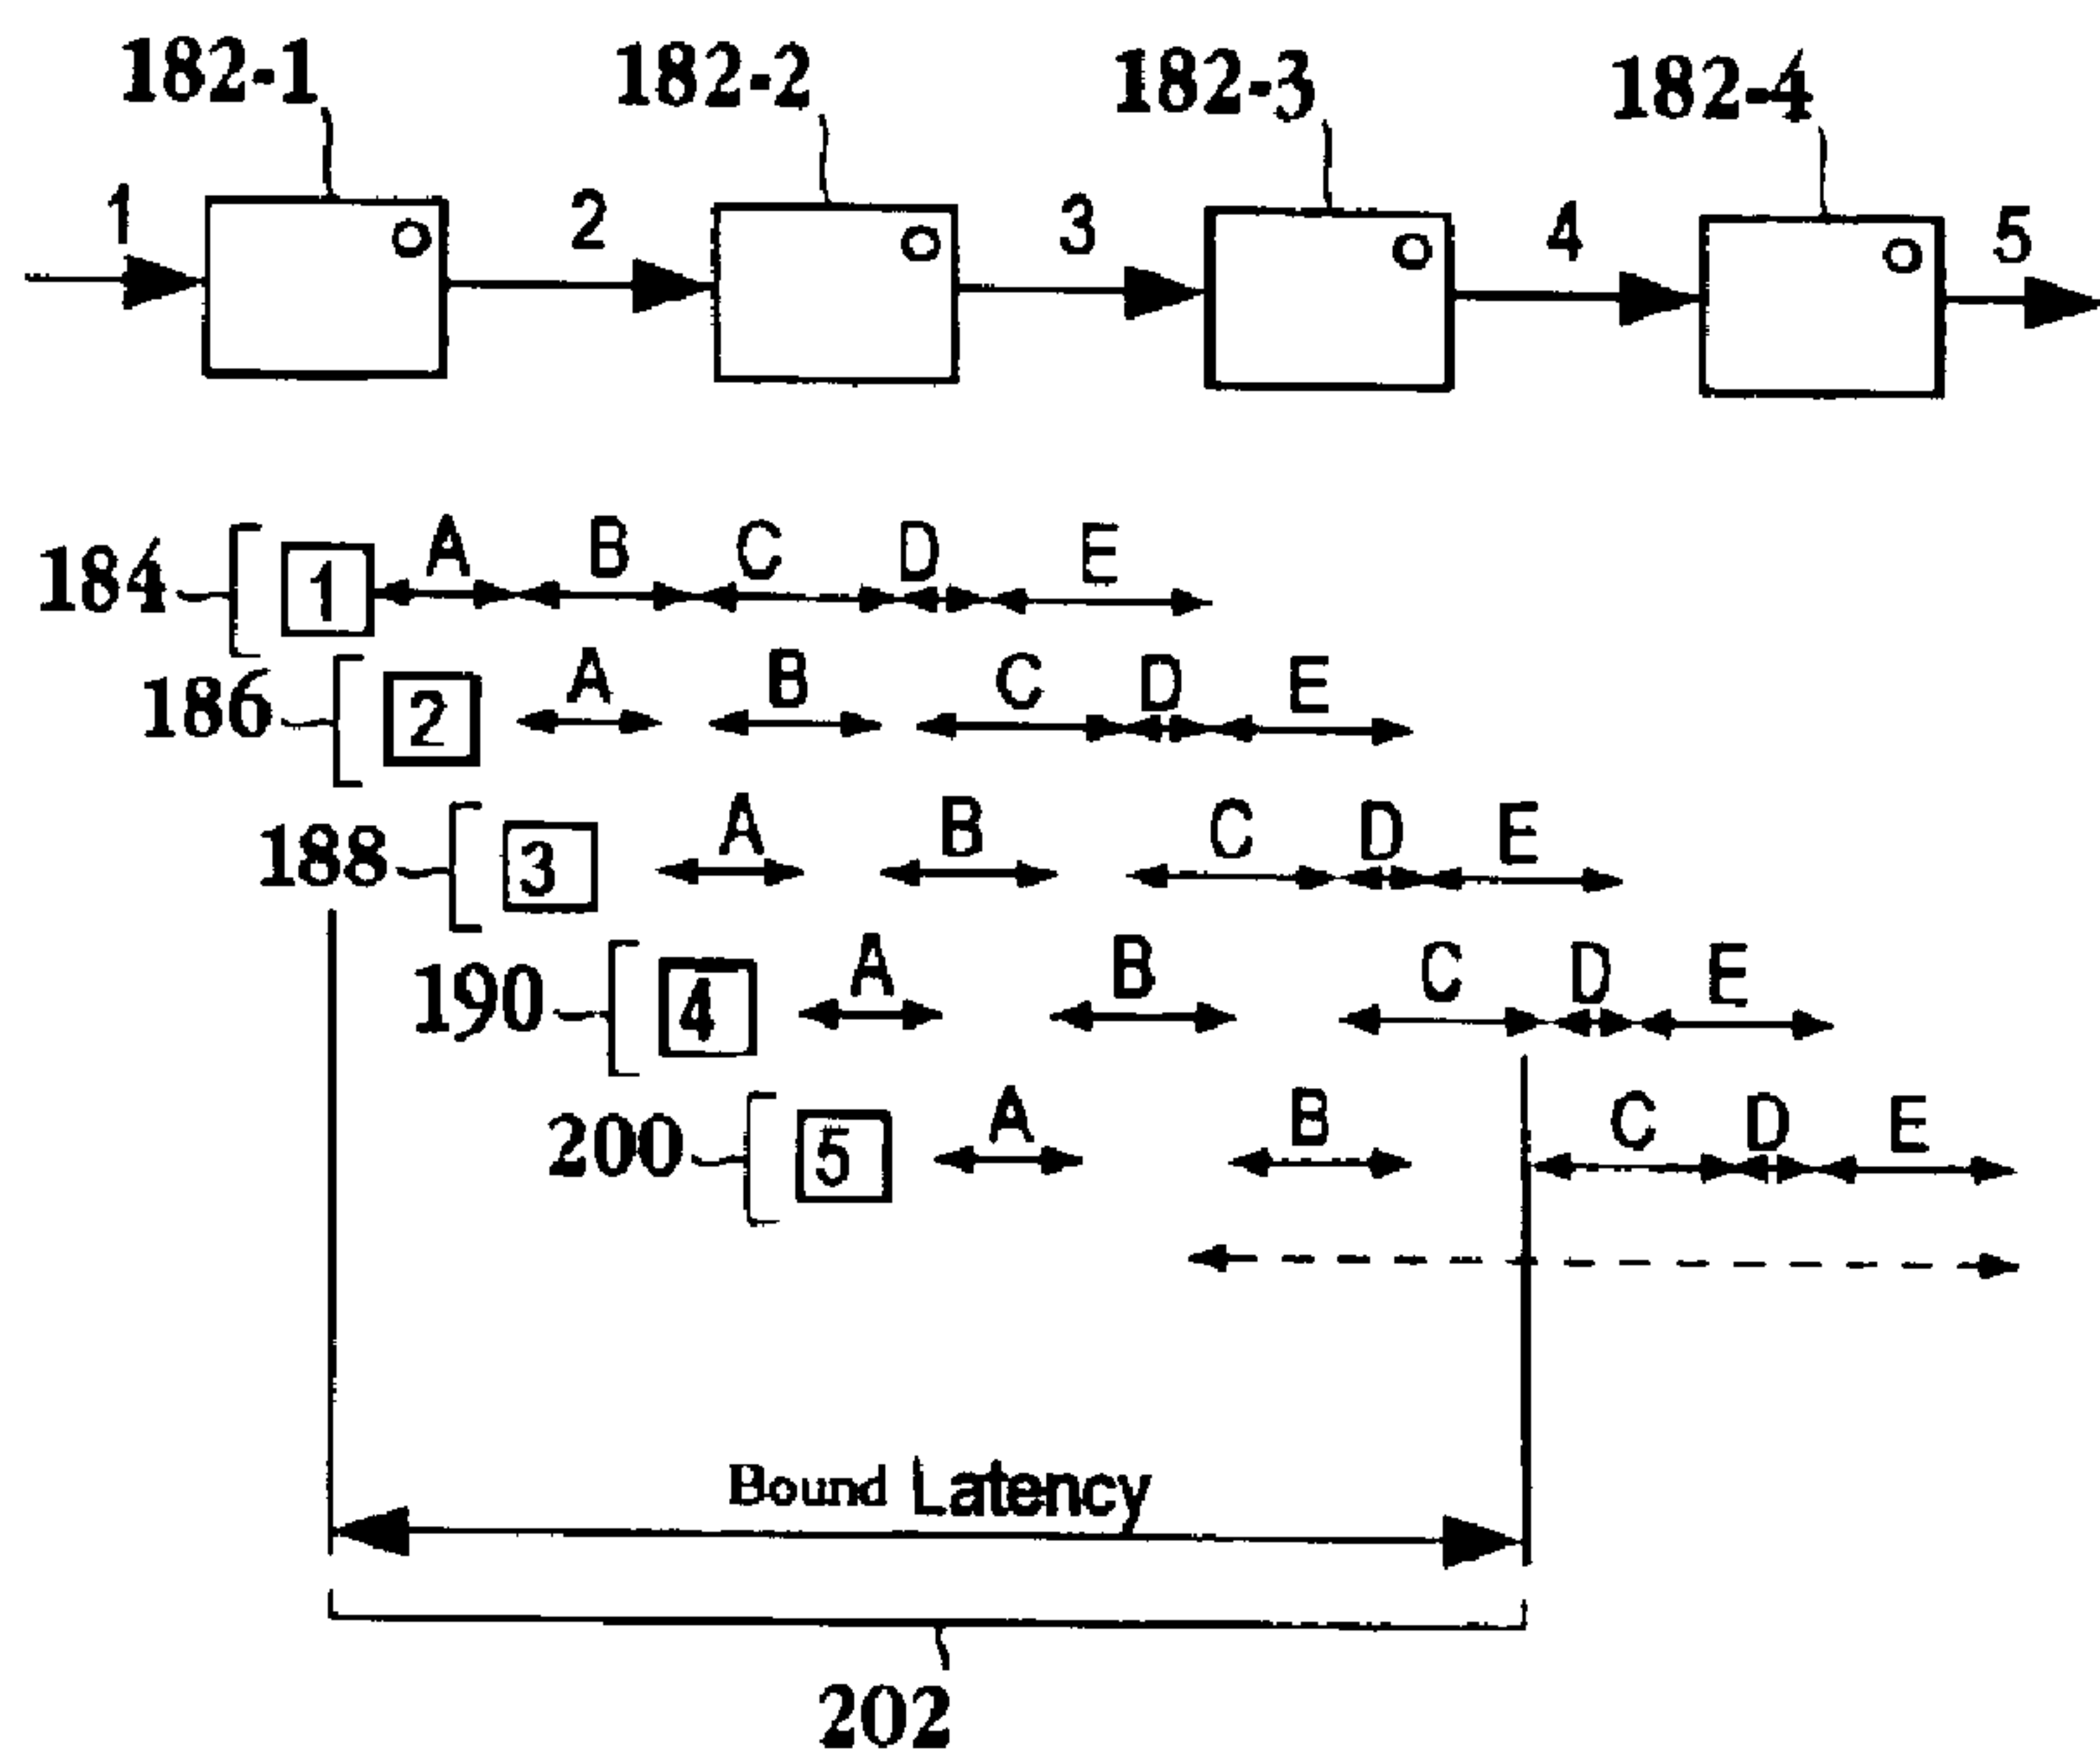 182-1 182-2 182-3 182-4
1 2 3 4 5
184 1 A B C D E
186 2 A B C D E
188 3 A B C D E
190 4 A B C D E
200 5 A B C D E
Bound Latency
202